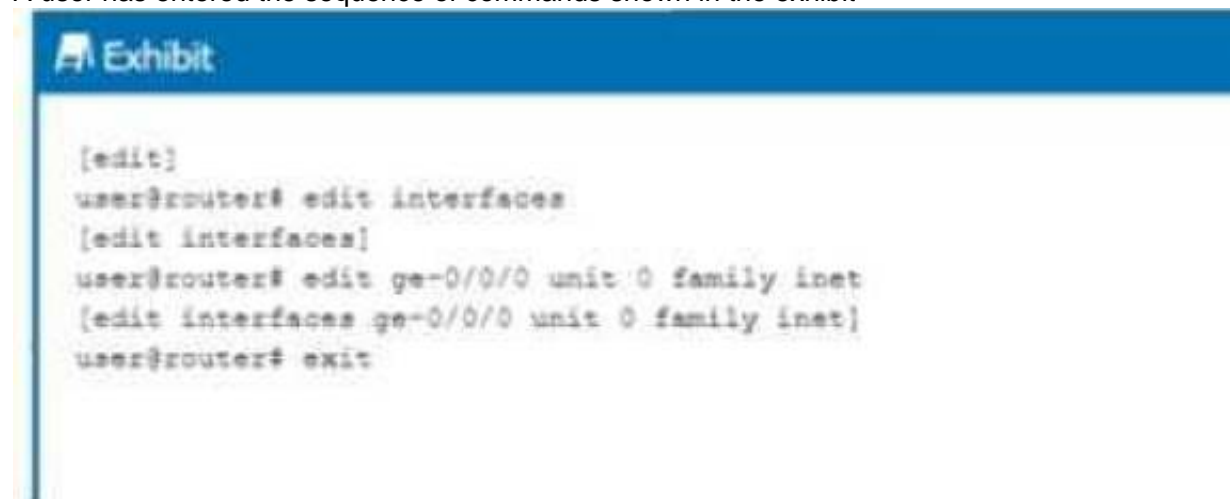 A user has entered the sequence of commands shown in the exhibit
Exhibit
[edit]
user@router# edit interfaces
[edit interfaces]
user@router# edit ge-0/0/0 unit 0 family inet
[edit interfaces ge-0/0/0 unit 0 family inet]
user@router# exit